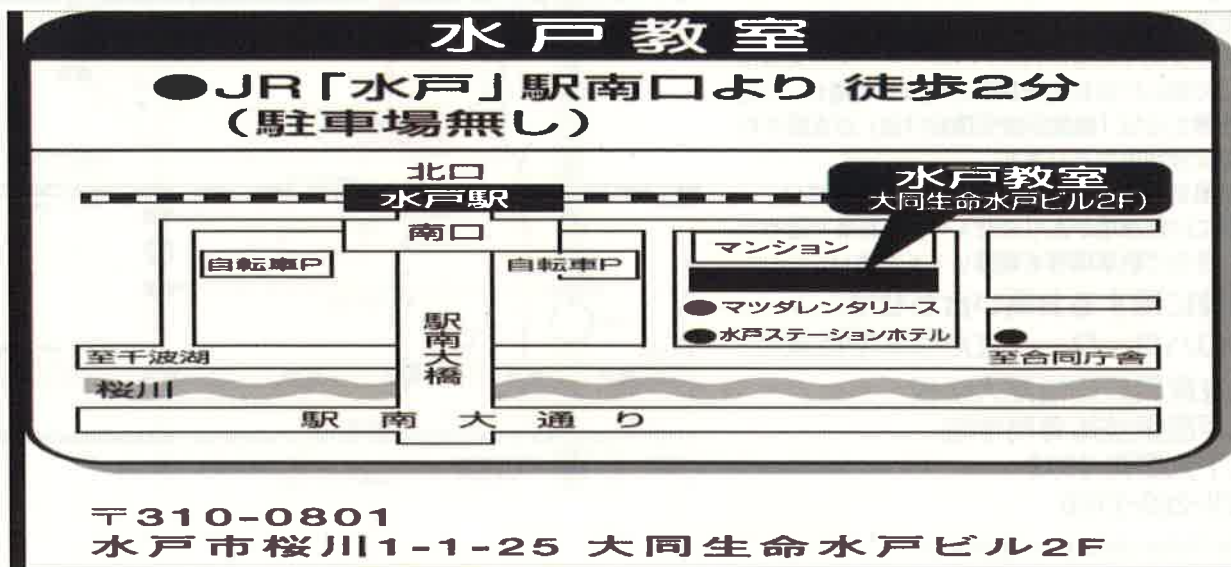 水戸教室
●JR「水戸」駅南口より 徒歩2分
(駐車場無し)
北口
水戸駅
水戸教室
大同生命水戸ビル2F)
南口
マンション
自転車P
自転車P
●マツダレンタリース
●水戸ステーションホテル
駅南大橋
至千波湖
至合同庁舎
桜川
駅南大通り
〒310-0801
水戸市桜川1-1-25 大同生命水戸ビル2F